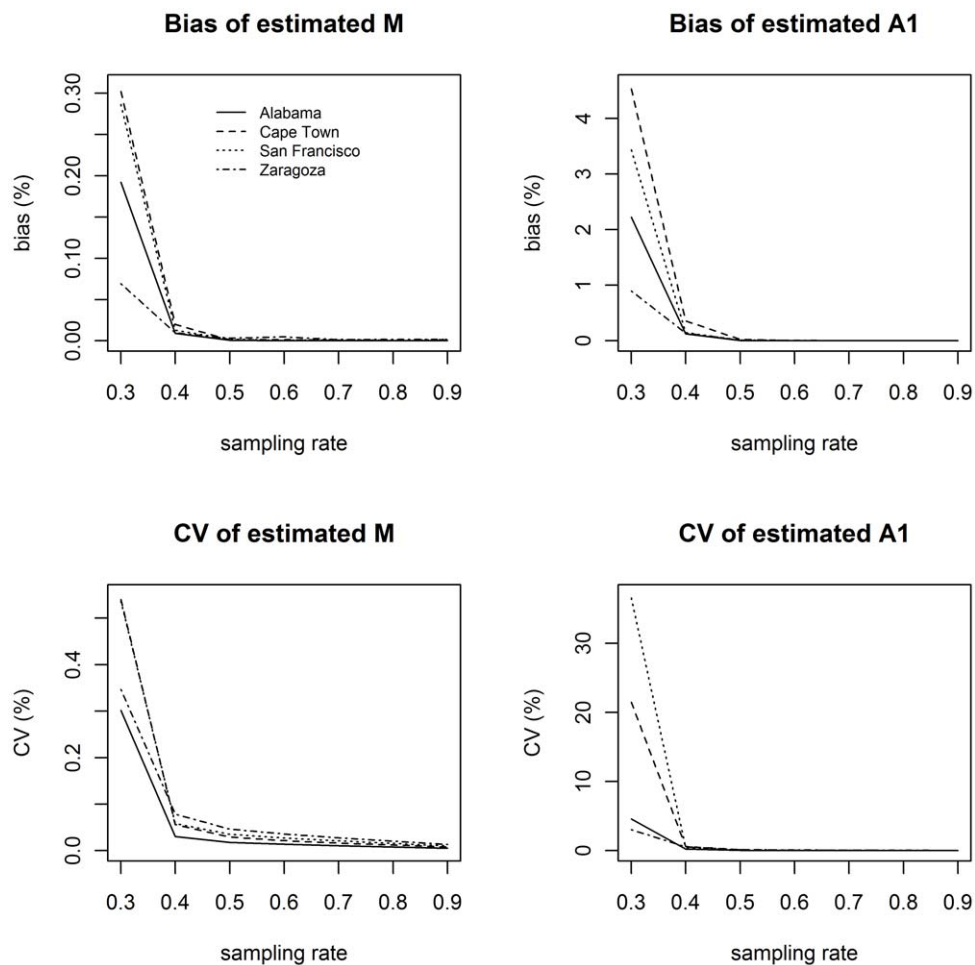 Bias of estimated M
bias (%)
0.30
0.20
0.10
0.00
Alabama
Cape Town
San Francisco
Zaragoza
0.3 0.4 0.5 0.6 0.7 0.8 0.9
sampling rate
Bias of estimated A1
bias (%)
4
3
2
1
0
0.3 0.4 0.5 0.6 0.7 0.8 0.9
sampling rate
CV of estimated M
CV (%)
0.4
0.2
0.0
0.3 0.4 0.5 0.6 0.7 0.8 0.9
sampling rate
CV of estimated A1
CV (%)
30
20
10
0
0.3 0.4 0.5 0.6 0.7 0.8 0.9
sampling rate